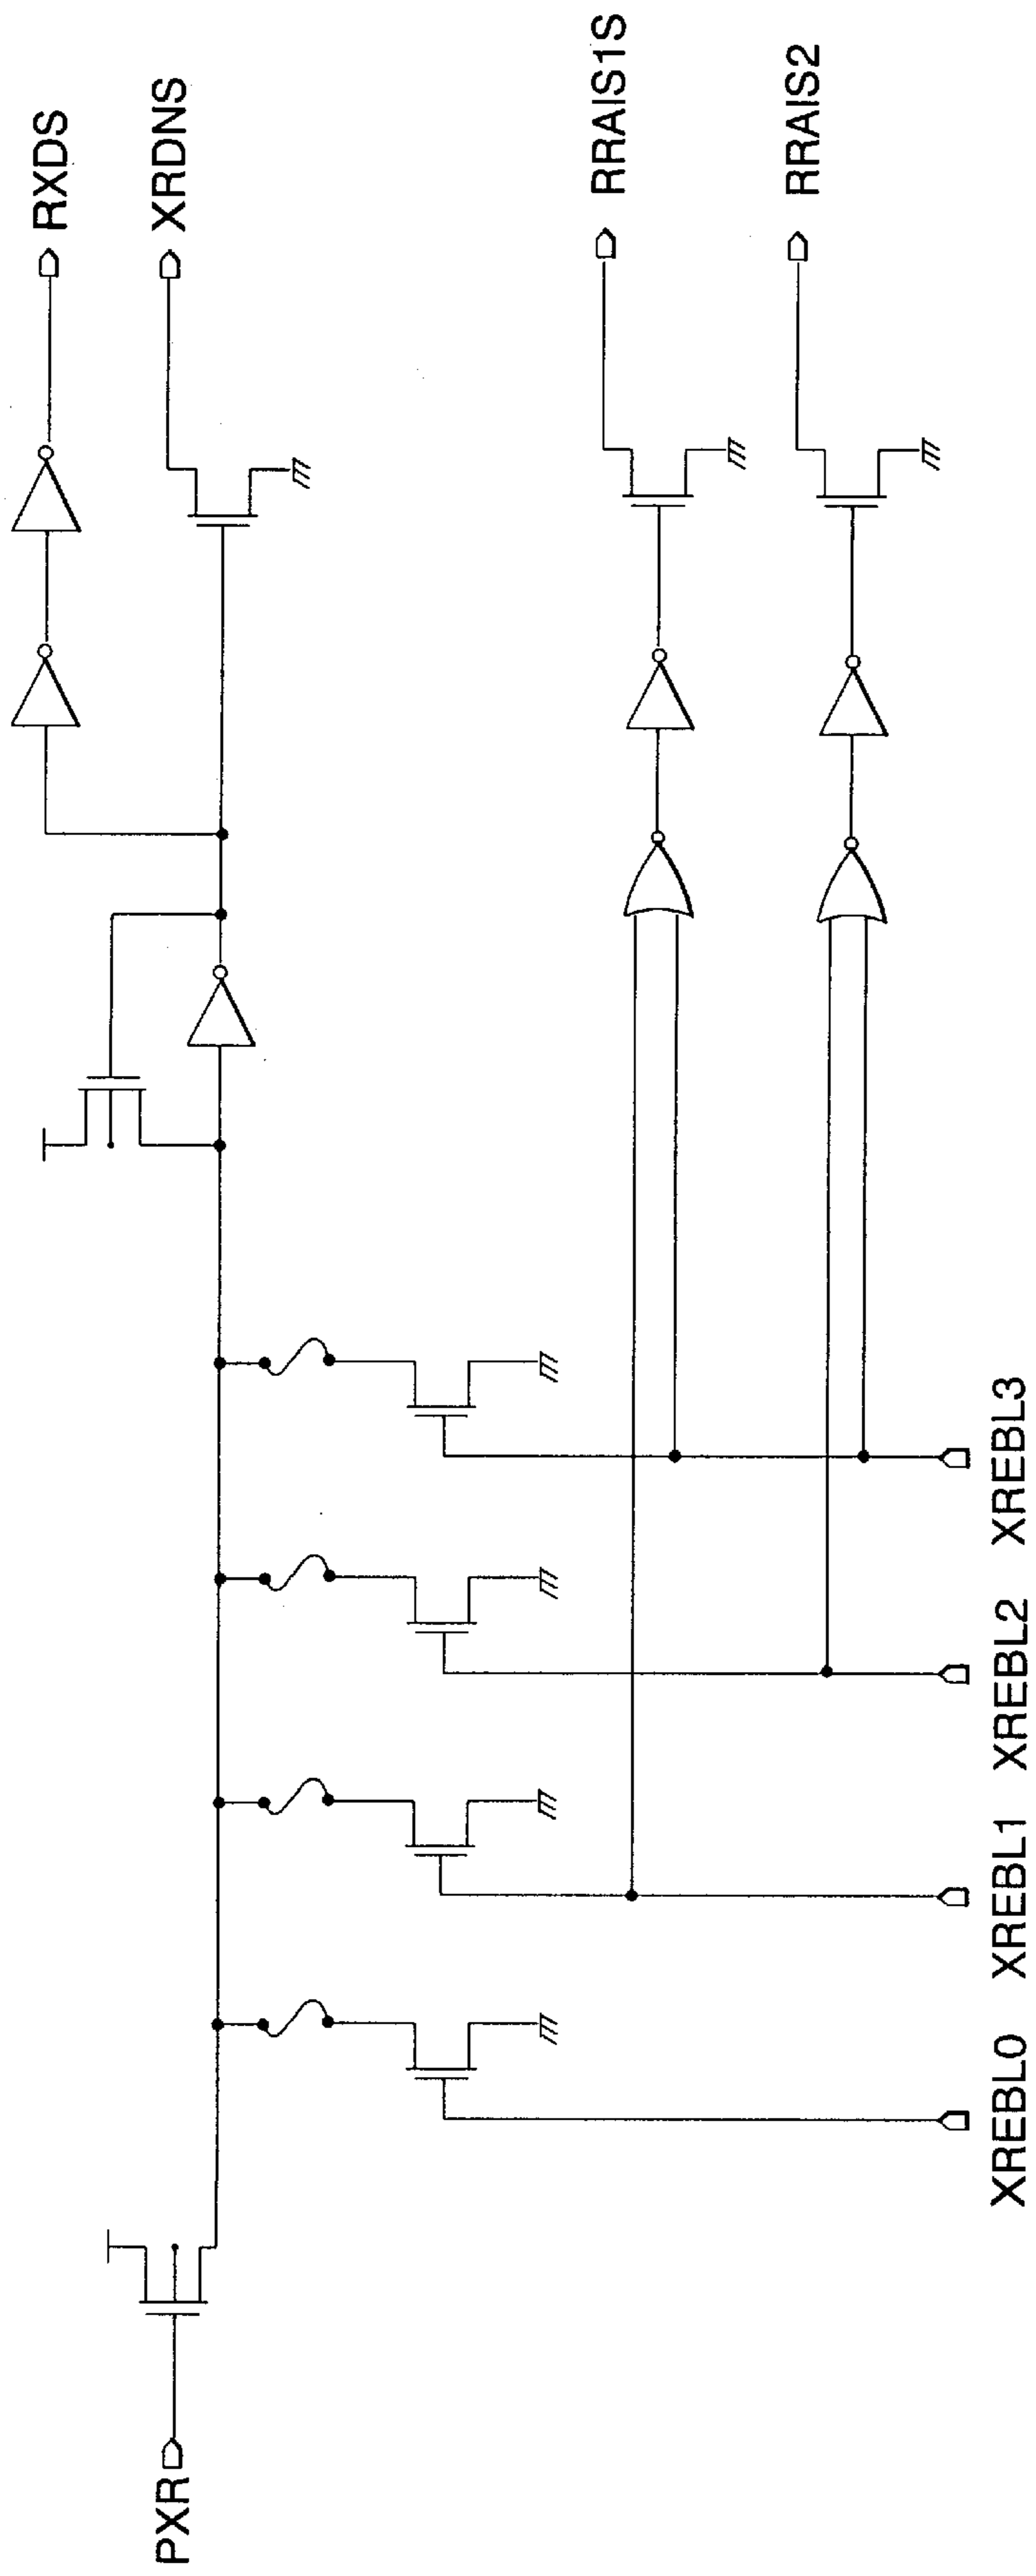 RXDS
XRDNS
RRAIS1S
RRAIS2
PXR
XREBL0
XREBL1
XREBL2
XREBL3